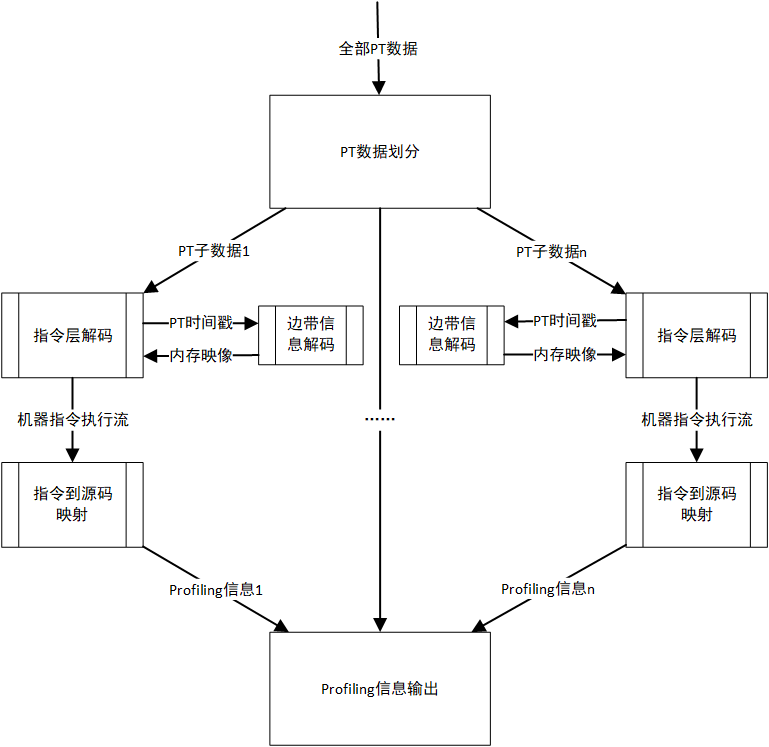 全部PT数据
PT数据划分
PT子数据1
PT子数据n
指令层解码
PT时间戳
内存映像
边带信
息解码
边带信
息解码
PT时间戳
内存映像
指令层解码
机器指令执行流
……
机器指令执行流
指令到源码
映射
指令到源码
映射
Profiling信息1
Profiling信息n
Profiling信息输出